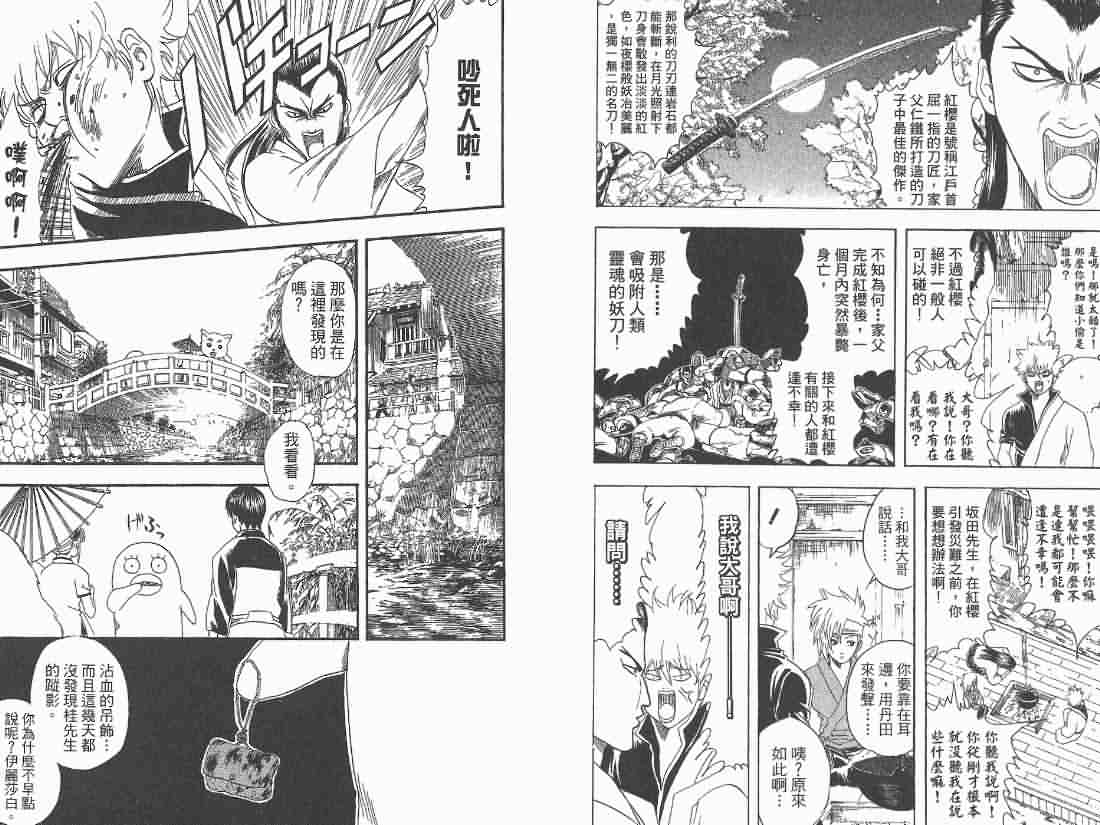 紅櫻是號稱江戶首
屈一指的刀匠，家
父仁鐵所打造的刀
子中最佳的傑作。
那銳利的刀刃連岩石都
能斬斷，在月光照射下
刀身會散發出淡淡的紅
色，如夜櫻般妖冶美麗
，是獨一無二的名刀！
是嗎！那就太酷了！
那麼你們知道小偷是
誰嗎？
不過紅櫻
絕非一般人
可以碰的！
大哥？你聽
我說！你在
看哪？有在
看我嗎？
不知為何…家父
完成紅櫻後，一
個月內突然暴斃
身亡，
接下來和紅櫻
有關的人都遭
逢不幸！
那是……
會吸附人類
靈魂的妖刀！
喂喂喂！你嘛
幫幫忙！那麼不
是連我都可能會
遭逢不幸嗎！
坂田先生，在紅櫻
引發災難之前，你
要想想辦法啊！
你聽我說啊！
你從剛才根本
就沒聽我在說
些什麼嘛！
…和我大哥
說話……
！
你要靠在耳
邊，用丹田
來發聲……
咦？原來
如此啊…
我說大哥啊——！
請問……
ドキューーン
吵死人啦！
噗啊啊！
那麼你是在
這裡發現的
嗎？
我看看。
げふっ
沾血的吊飾…
而且這幾天都
沒發現桂先生
的蹤影。
你為什麼不早點
說呢？伊麗莎白。